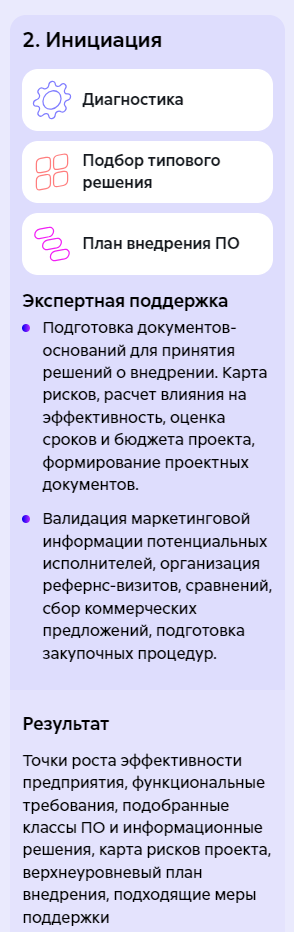 2. Инициация
Диагностика
Подбор типового
решения
План внедрения ПО
Экспертная поддержка
Подготовка документов-
оснований для принятия
решений о внедрении. Карта
рисков, расчет влияния на
эффективность, оценка
сроков и бюджета проекта,
формирование проектных
документов.
Валидация маркетинговой
информации потенциальных
исполнителей, организация
рефернс-визитов, сравнений,
сбор коммерческих
предложений, подготовка
закупочных процедур.
Результат
Точки роста эффективности
предприятия, функциональные
требования, подобранные
классы ПО и информационные
решения, карта рисков проекта,
верхнеуровневый план
внедрения, подходящие меры
поддержки